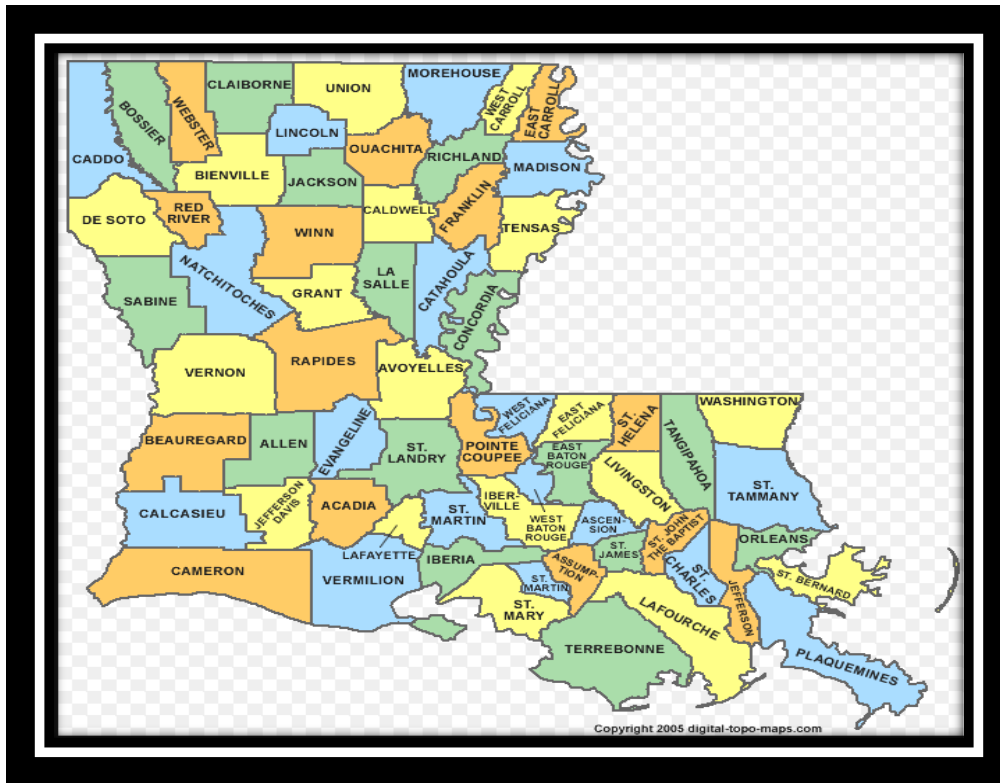 MOREHOUSE
CLAIBORNE
UNION
WEST
CARROLL
EAST
CARROLL
BOSSIER
WEBSTER
LINCOLN
OUACHITA
RICHLAND
CADDO
MADISON
BIENVILLE
JACKSON
FRANKLIN
RED
RIVER
CALDWELL
DE SOTO
WINN
TENSAS
NATCHITOCHES
LA
SALLE
CATAHOULA
GRANT
SABINE
CONCORDIA
RAPIDES
AVOYELLES
VERNON
WEST
FELICIANA
EAST
FELICIANA
ST.
HELENA
WASHINGTON
TANGIPAHOA
BEAUREGARD
ALLEN
EVANGELINE
ST.
LANDRY
POINTE
COUPEE
EAST
BATON
ROUGE
LIVINGSTON
ST.
TAMMANY
CALCASIEU
JEFFERSON
DAVIS
ACADIA
LAFAYETTE
ST.
MARTIN
IBER-
VILLE
WEST
BATON
ROUGE
ASCEN-
SION
ST. JOHN
THE BAPTIST
ORLEANS
CAMERON
VERMILION
IBERIA
ASSUMP-
TION
ST.
JAMES
ST.
CHARLES
ST. BERNARD
ST.
MARTIN
ST.
MARY
LAFOURCHE
JEFFERSON
TERREBONNE
PLAQUEMINES
Copyright 2005 digital-topo-maps.com